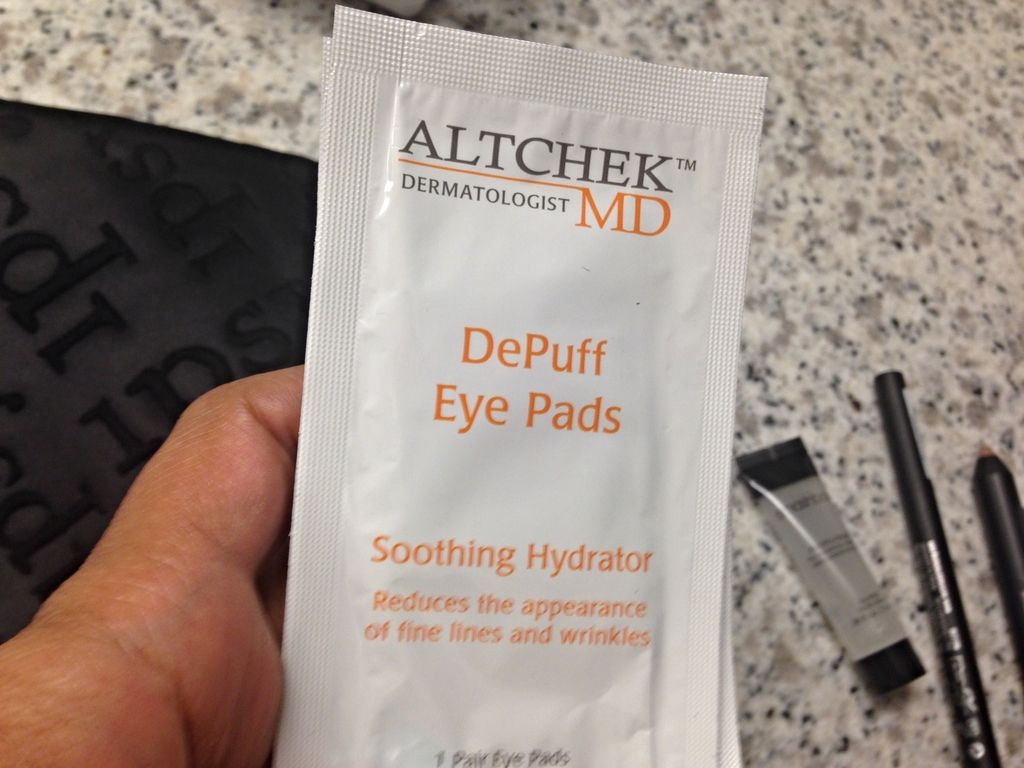 ALTCHEK™
DERMATOLOGIST MD
DePuff
Eye Pads
Soothing Hydrator
Reduces the appearance
of fine lines and wrinkles
1 Pair Eye Pads
ipsy